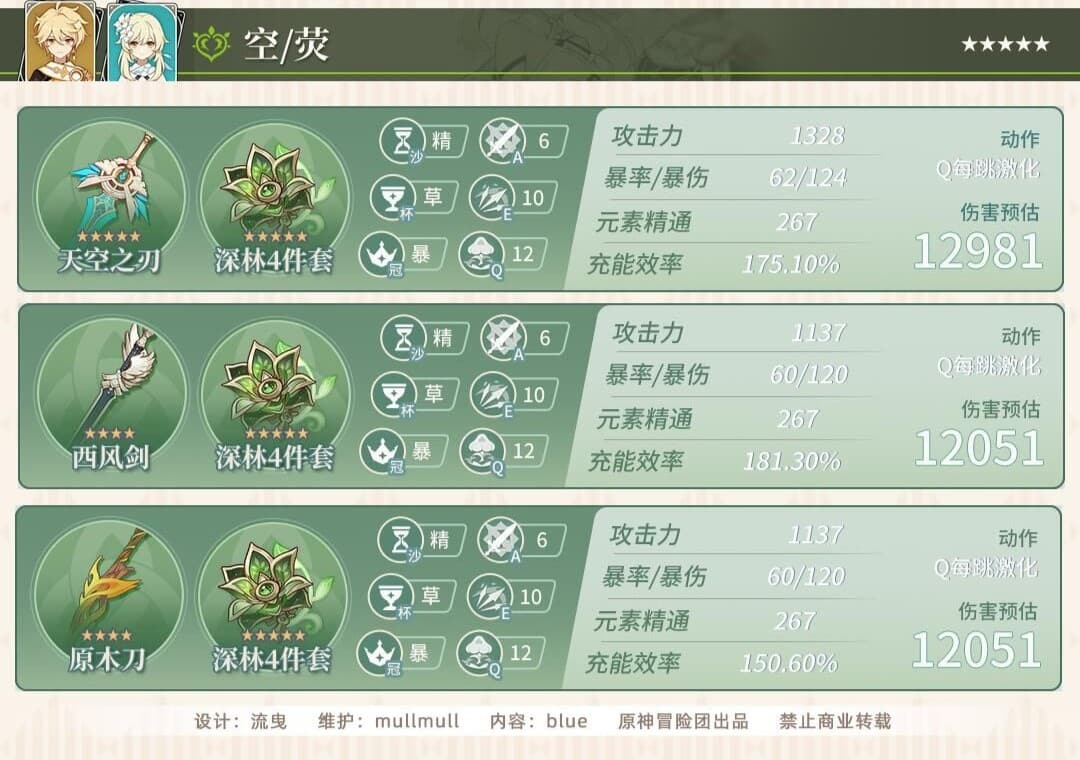 空/荧
★★★★★
天空之刃
深林4件套
沙 精
A 6
杯 草
E 10
冠 暴
Q 12
攻击力 1328
暴率/暴伤 62/124
元素精通 267
充能效率 175.10%
动作
Q每跳激化
伤害预估
12981
西风剑
深林4件套
沙 精
A 6
杯 草
E 10
冠 暴
Q 12
攻击力 1137
暴率/暴伤 60/120
元素精通 267
充能效率 181.30%
动作
Q每跳激化
伤害预估
12051
原木刀
深林4件套
沙 精
A 6
杯 草
E 10
冠 暴
Q 12
攻击力 1137
暴率/暴伤 60/120
元素精通 267
充能效率 150.60%
动作
Q每跳激化
伤害预估
12051
设计：流曳 维护：mullmull 内容：blue 原神冒险团出品 禁止商业转载